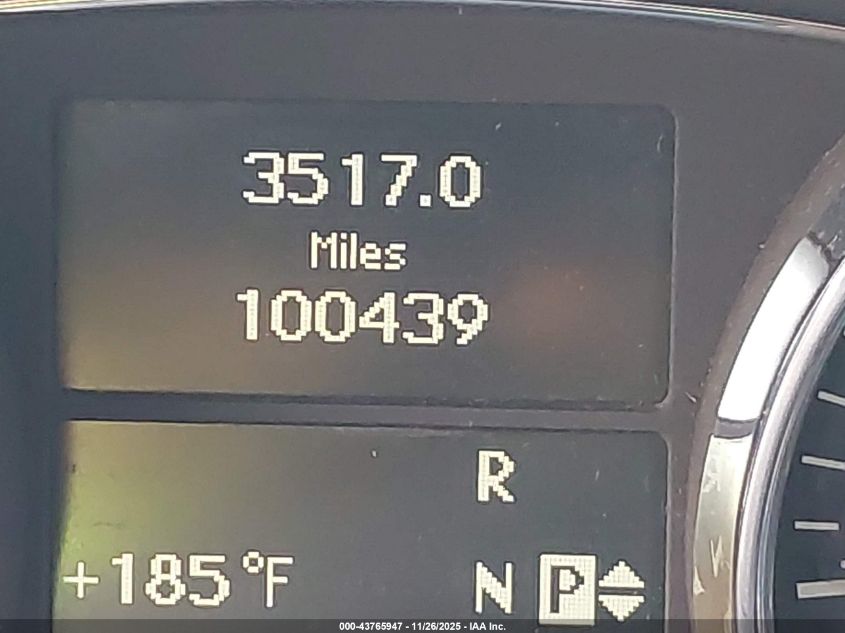 3517.0
Miles
100439
R
+185°F N P
000-43765947 - 11/26/2025 - IAA Inc.